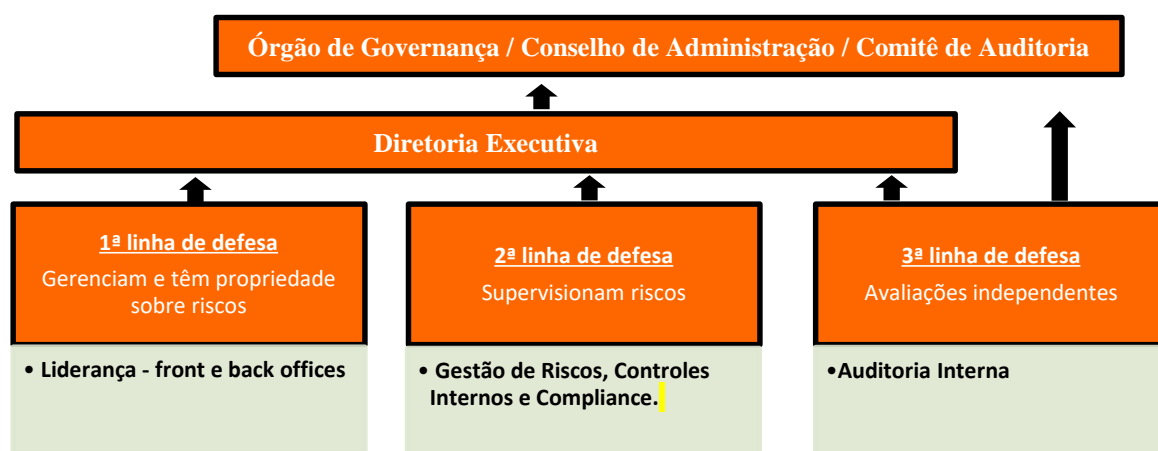 Órgão de Governança / Conselho de Administração / Comitê de Auditoria
Diretoria Executiva
1ª linha de defesa
Gerenciam e têm propriedade
sobre riscos
• Liderança - front e back offices
2ª linha de defesa
Supervisionam riscos
• Gestão de Riscos, Controles
Internos e Compliance.
3ª linha de defesa
Avaliações independentes
•Auditoria Interna